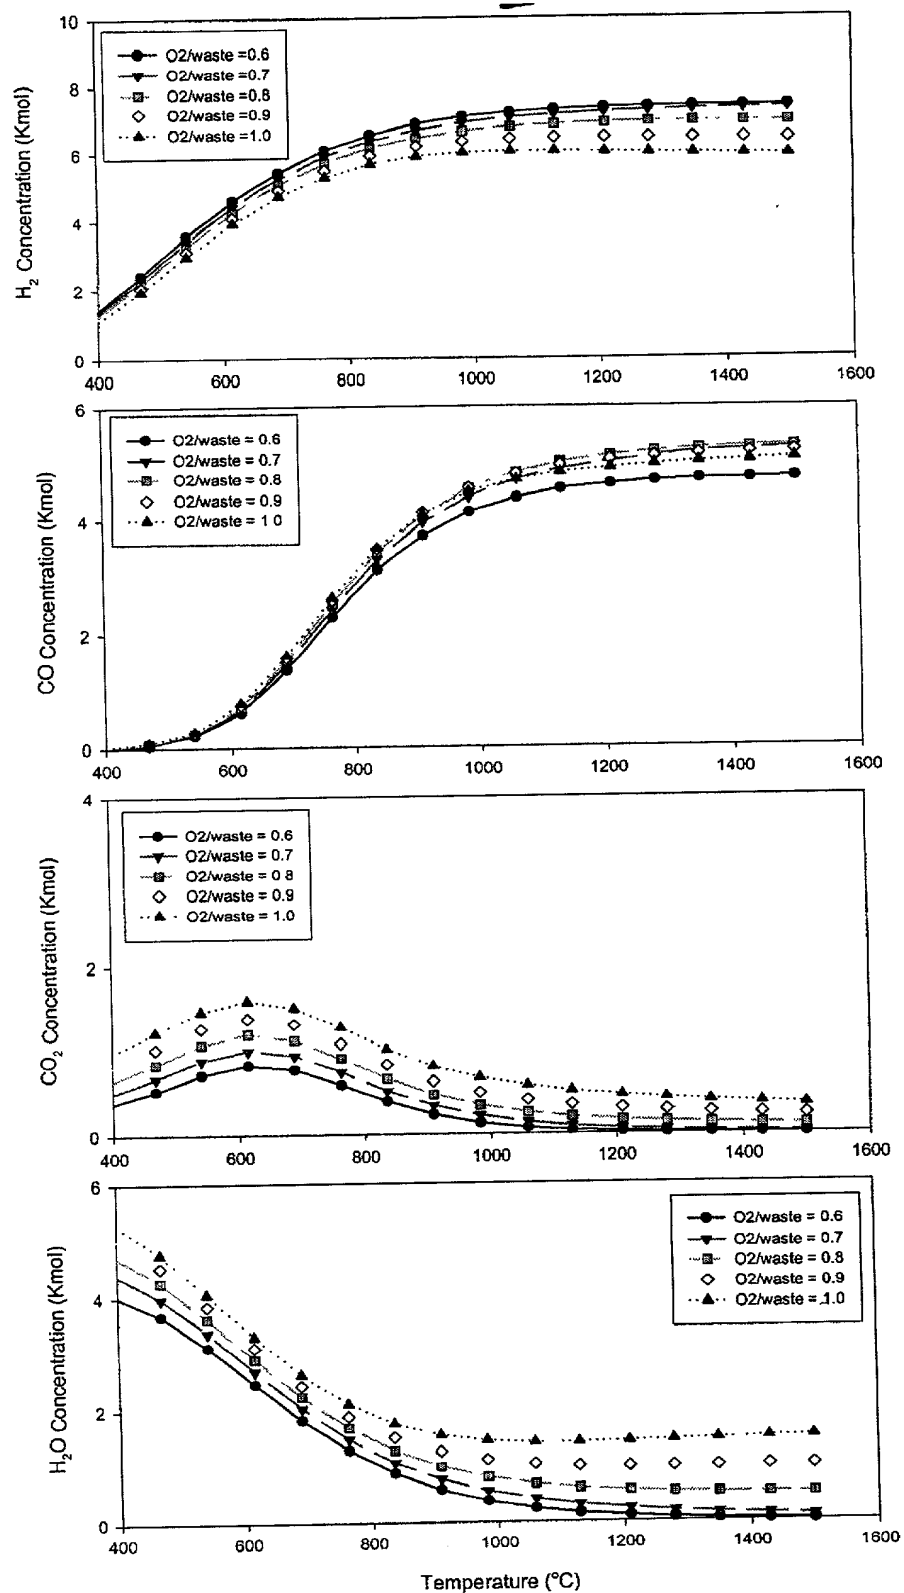 10
8
6
4
2
0
H2 Concentration (Kmol)
O2/waste =0.6
O2/waste =0.7
O2/waste =0.8
O2/waste =0.9
O2/waste =1.0
400 600 800 1000 1200 1400 1600
6
4
2
0
CO Concentration (Kmol)
O2/waste = 0.6
O2/waste = 0.7
O2/waste = 0.8
O2/waste = 0.9
O2/waste = 1 0
400 600 800 1000 1200 1400 1600
4
2
0
CO2 Concentration (Kmol)
O2/waste = 0.6
O2/waste = 0.7
O2/waste = 0 8
O2/waste = 0.9
O2/waste = 1.0
400 600 800 1000 1200 1400 1600
6
4
2
0
H2O Concentration (Kmol)
O2/waste = 0.6
O2/waste = 0.7
O2/waste = 0.8
O2/waste = 0.9
O2/waste = 1.0
400 600 800 1000 1200 1400 1600
Temperature (°C)